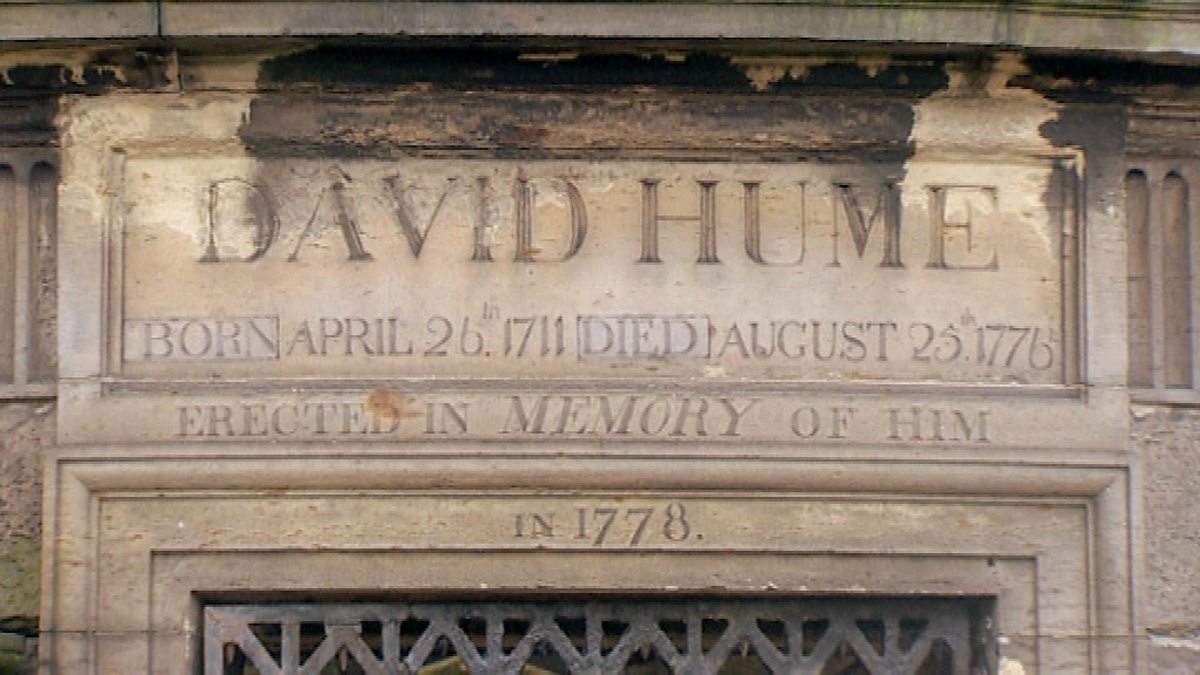 DAVID HUME
BORN APRIL 26th. 1711 DIED AUGUST 25th. 1776
ERECTED IN MEMORY OF HIM
IN 1778.